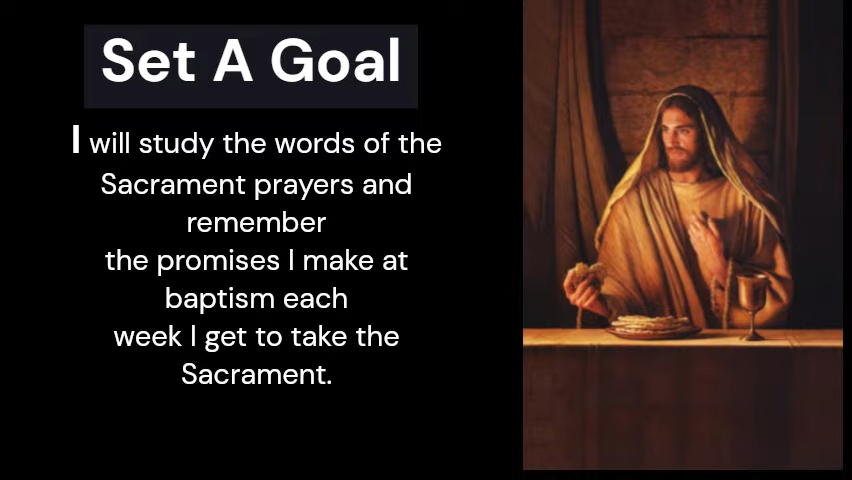 Set A Goal
I will study the words of the
Sacrament prayers and
remember
the promises I make at
baptism each
week I get to take the
Sacrament.